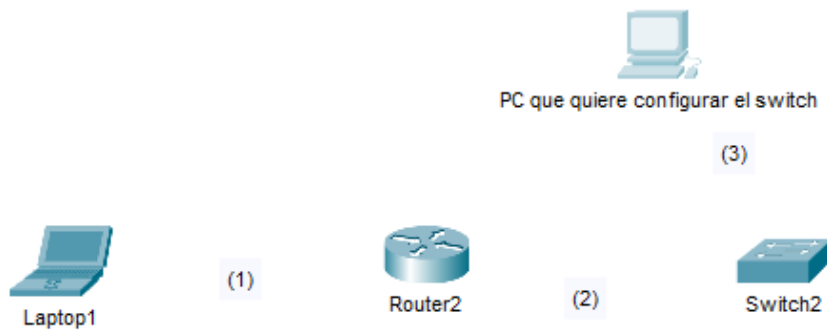 PC que quiere configurar el switch
(3)
(1)
(2)
Laptop1
Router2
Switch2